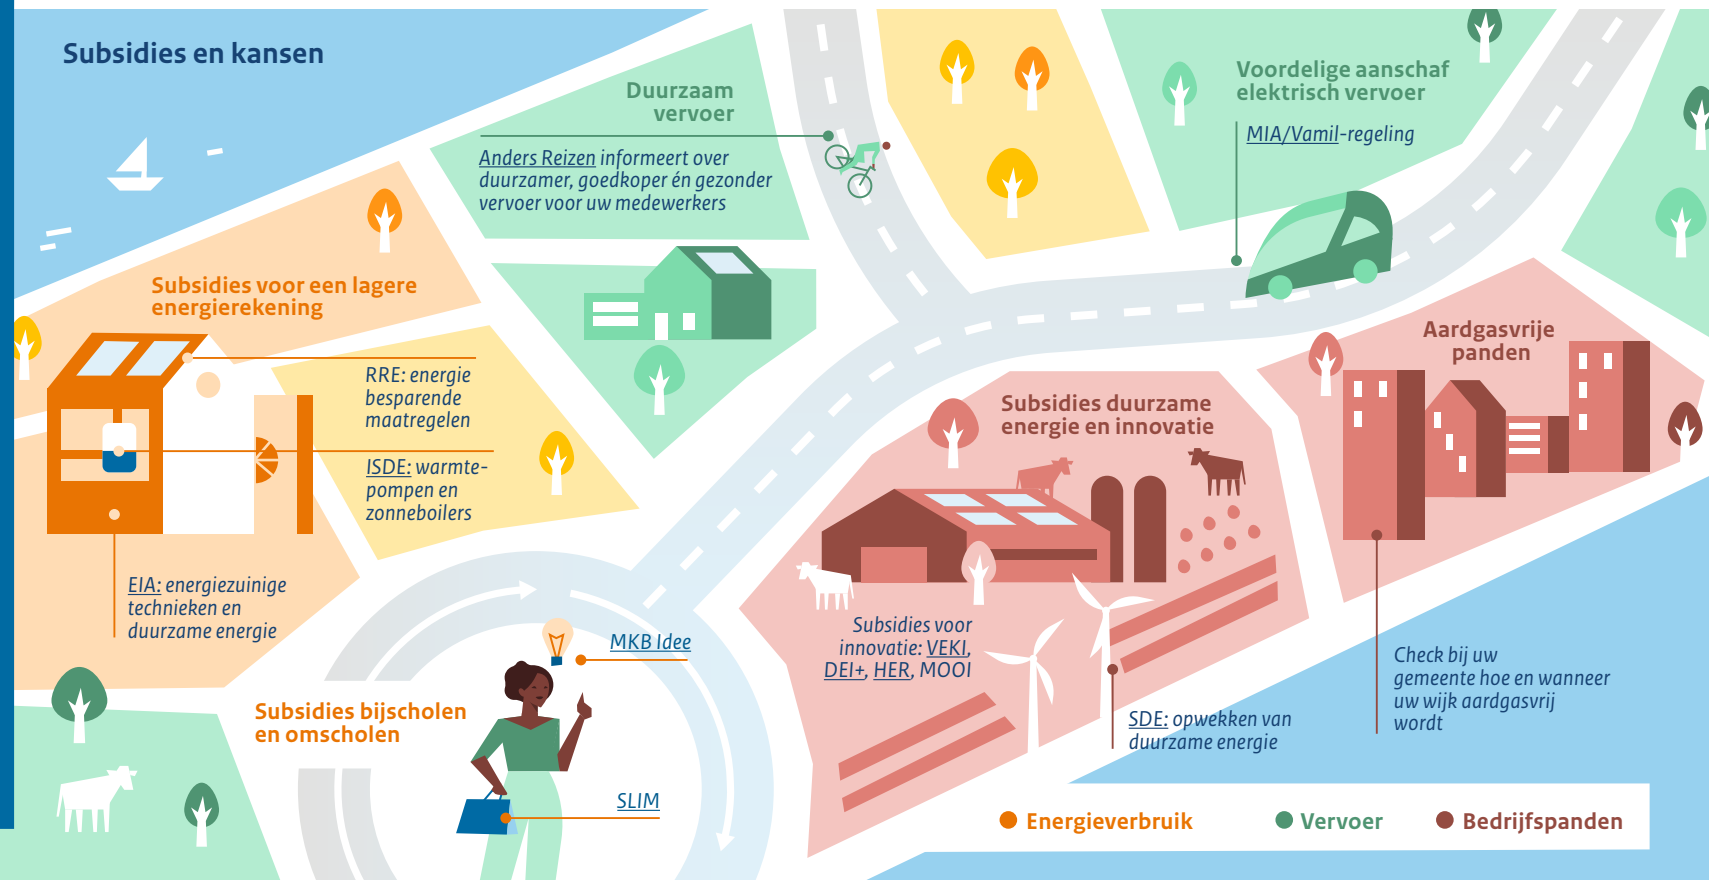 Subsidies en kansen
Duurzaam
vervoer
Anders Reizen informeert over
duurzamer, goedkoper én gezonder
vervoer voor uw medewerkers
Voordelige aanschaf
elektrisch vervoer
MIA/Vamil-regeling
Subsidies voor een lagere
energierekening
RRE: energie
besparende
maatregelen
ISDE: warmte-
pompen en
zonneboilers
EIA: energiezuinige
technieken en
duurzame energie
Aardgasvrije
panden
Subsidies duurzame
energie en innovatie
Subsidies voor
innovatie: VEKI,
DEI+, HER, MOOI
SDE: opwekken van
duurzame energie
Check bij uw
gemeente hoe en wanneer
uw wijk aardgasvrij
wordt
MKB Idee
Subsidies bijscholen
en omscholen
SLIM
Energieverbruik
Vervoer
Bedrijfspanden